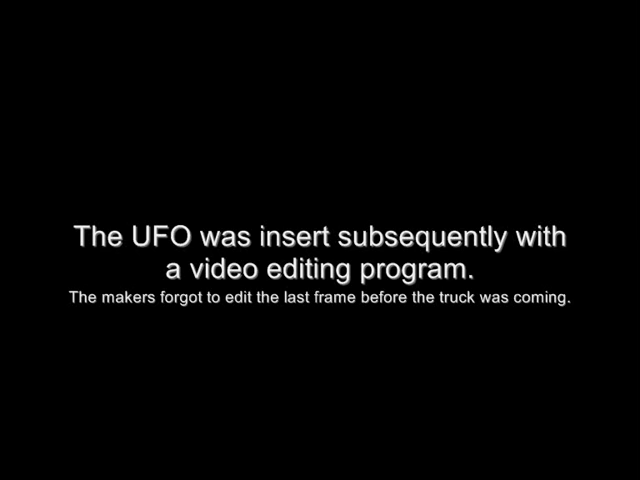 The UFO was insert subsequently with
a video editing program.
The makers forgot to edit the last frame before the truck was coming.